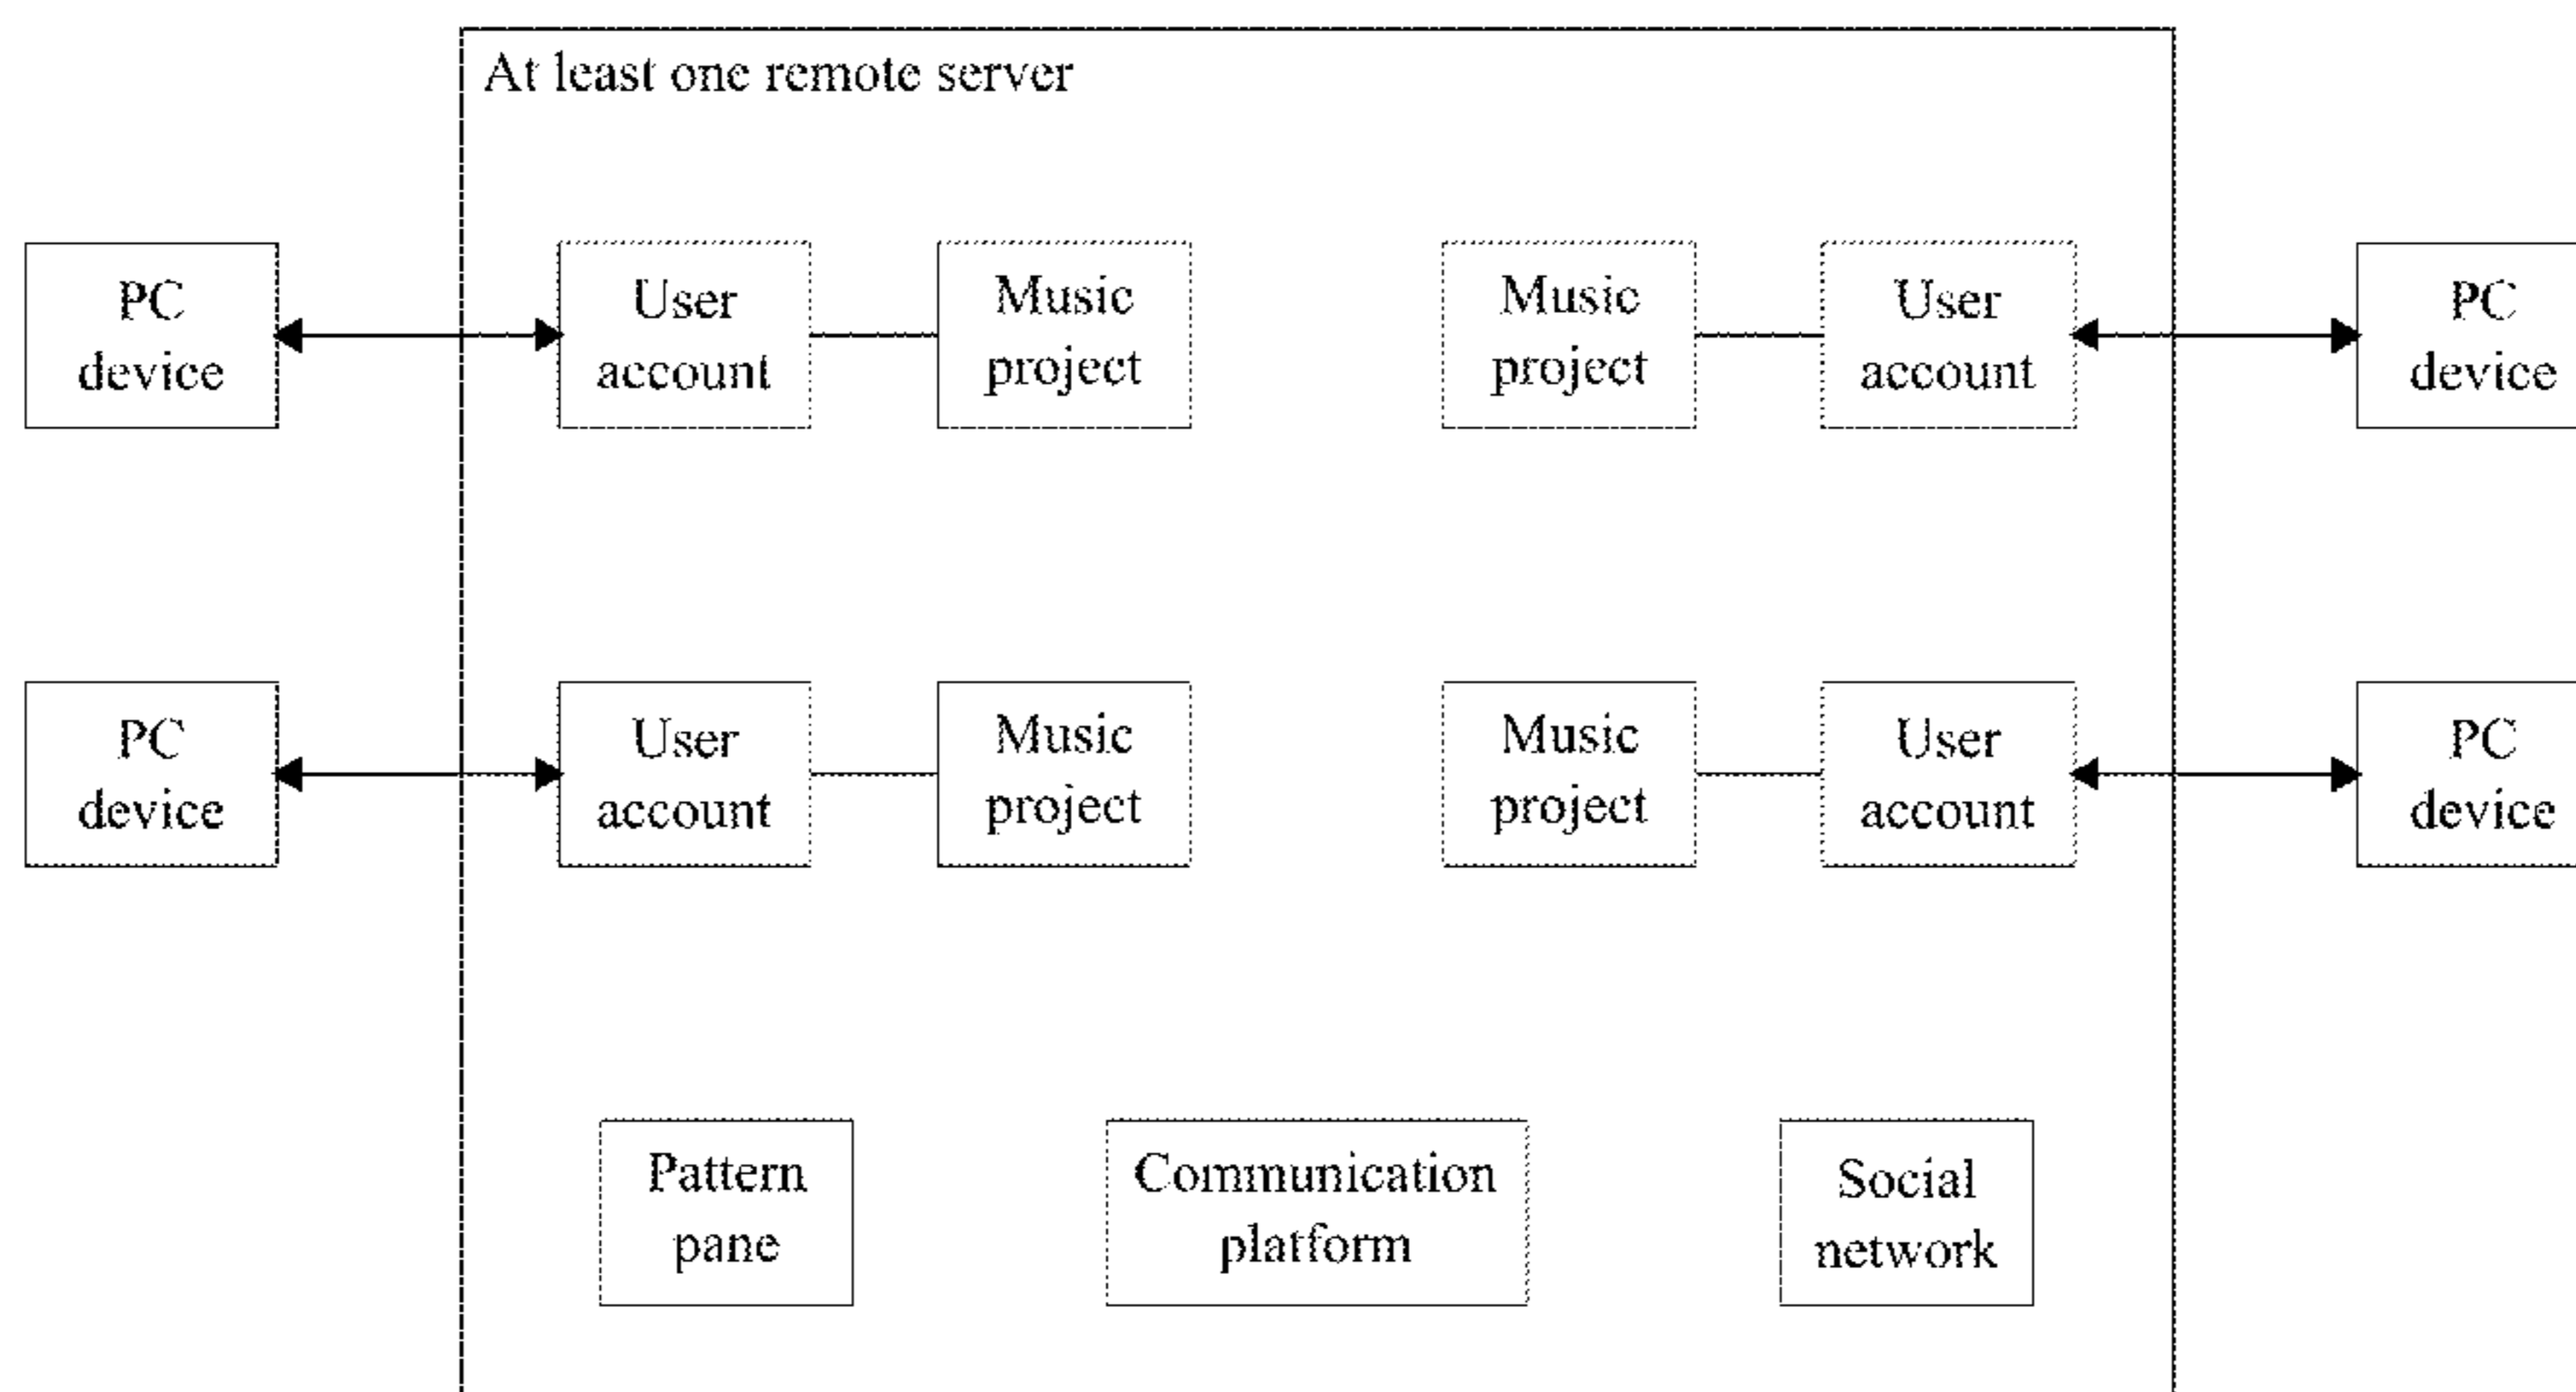 At least one remote server
PC
device
User
account
Music
project
Music
project
User
account
PC
device
PC
device
User
account
Music
project
Music
project
User
account
PC
device
Pattern
pane
Communication
platform
Social
network